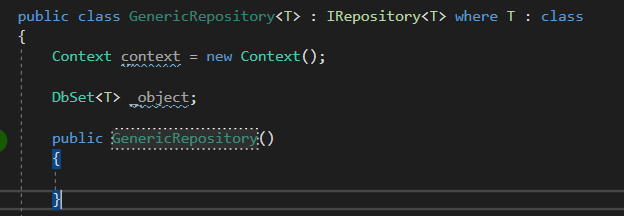 public class GenericRepository<T> : IRepository<T> where T : class
{
Context context = new Context();
DbSet<T> _object;
public GenericRepository()
{
}